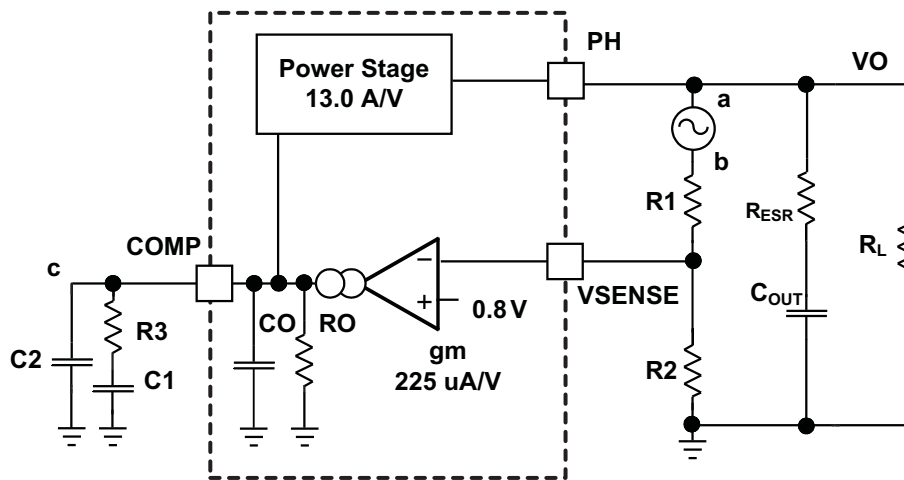 PH
VO
Power Stage
13.0 A/V
a
b
R1
RESR
RL
COMP
VSENSE
c
−
+
0.8 V
CO
RO
R3
C2
C1
gm
225 uA/V
R2
COUT